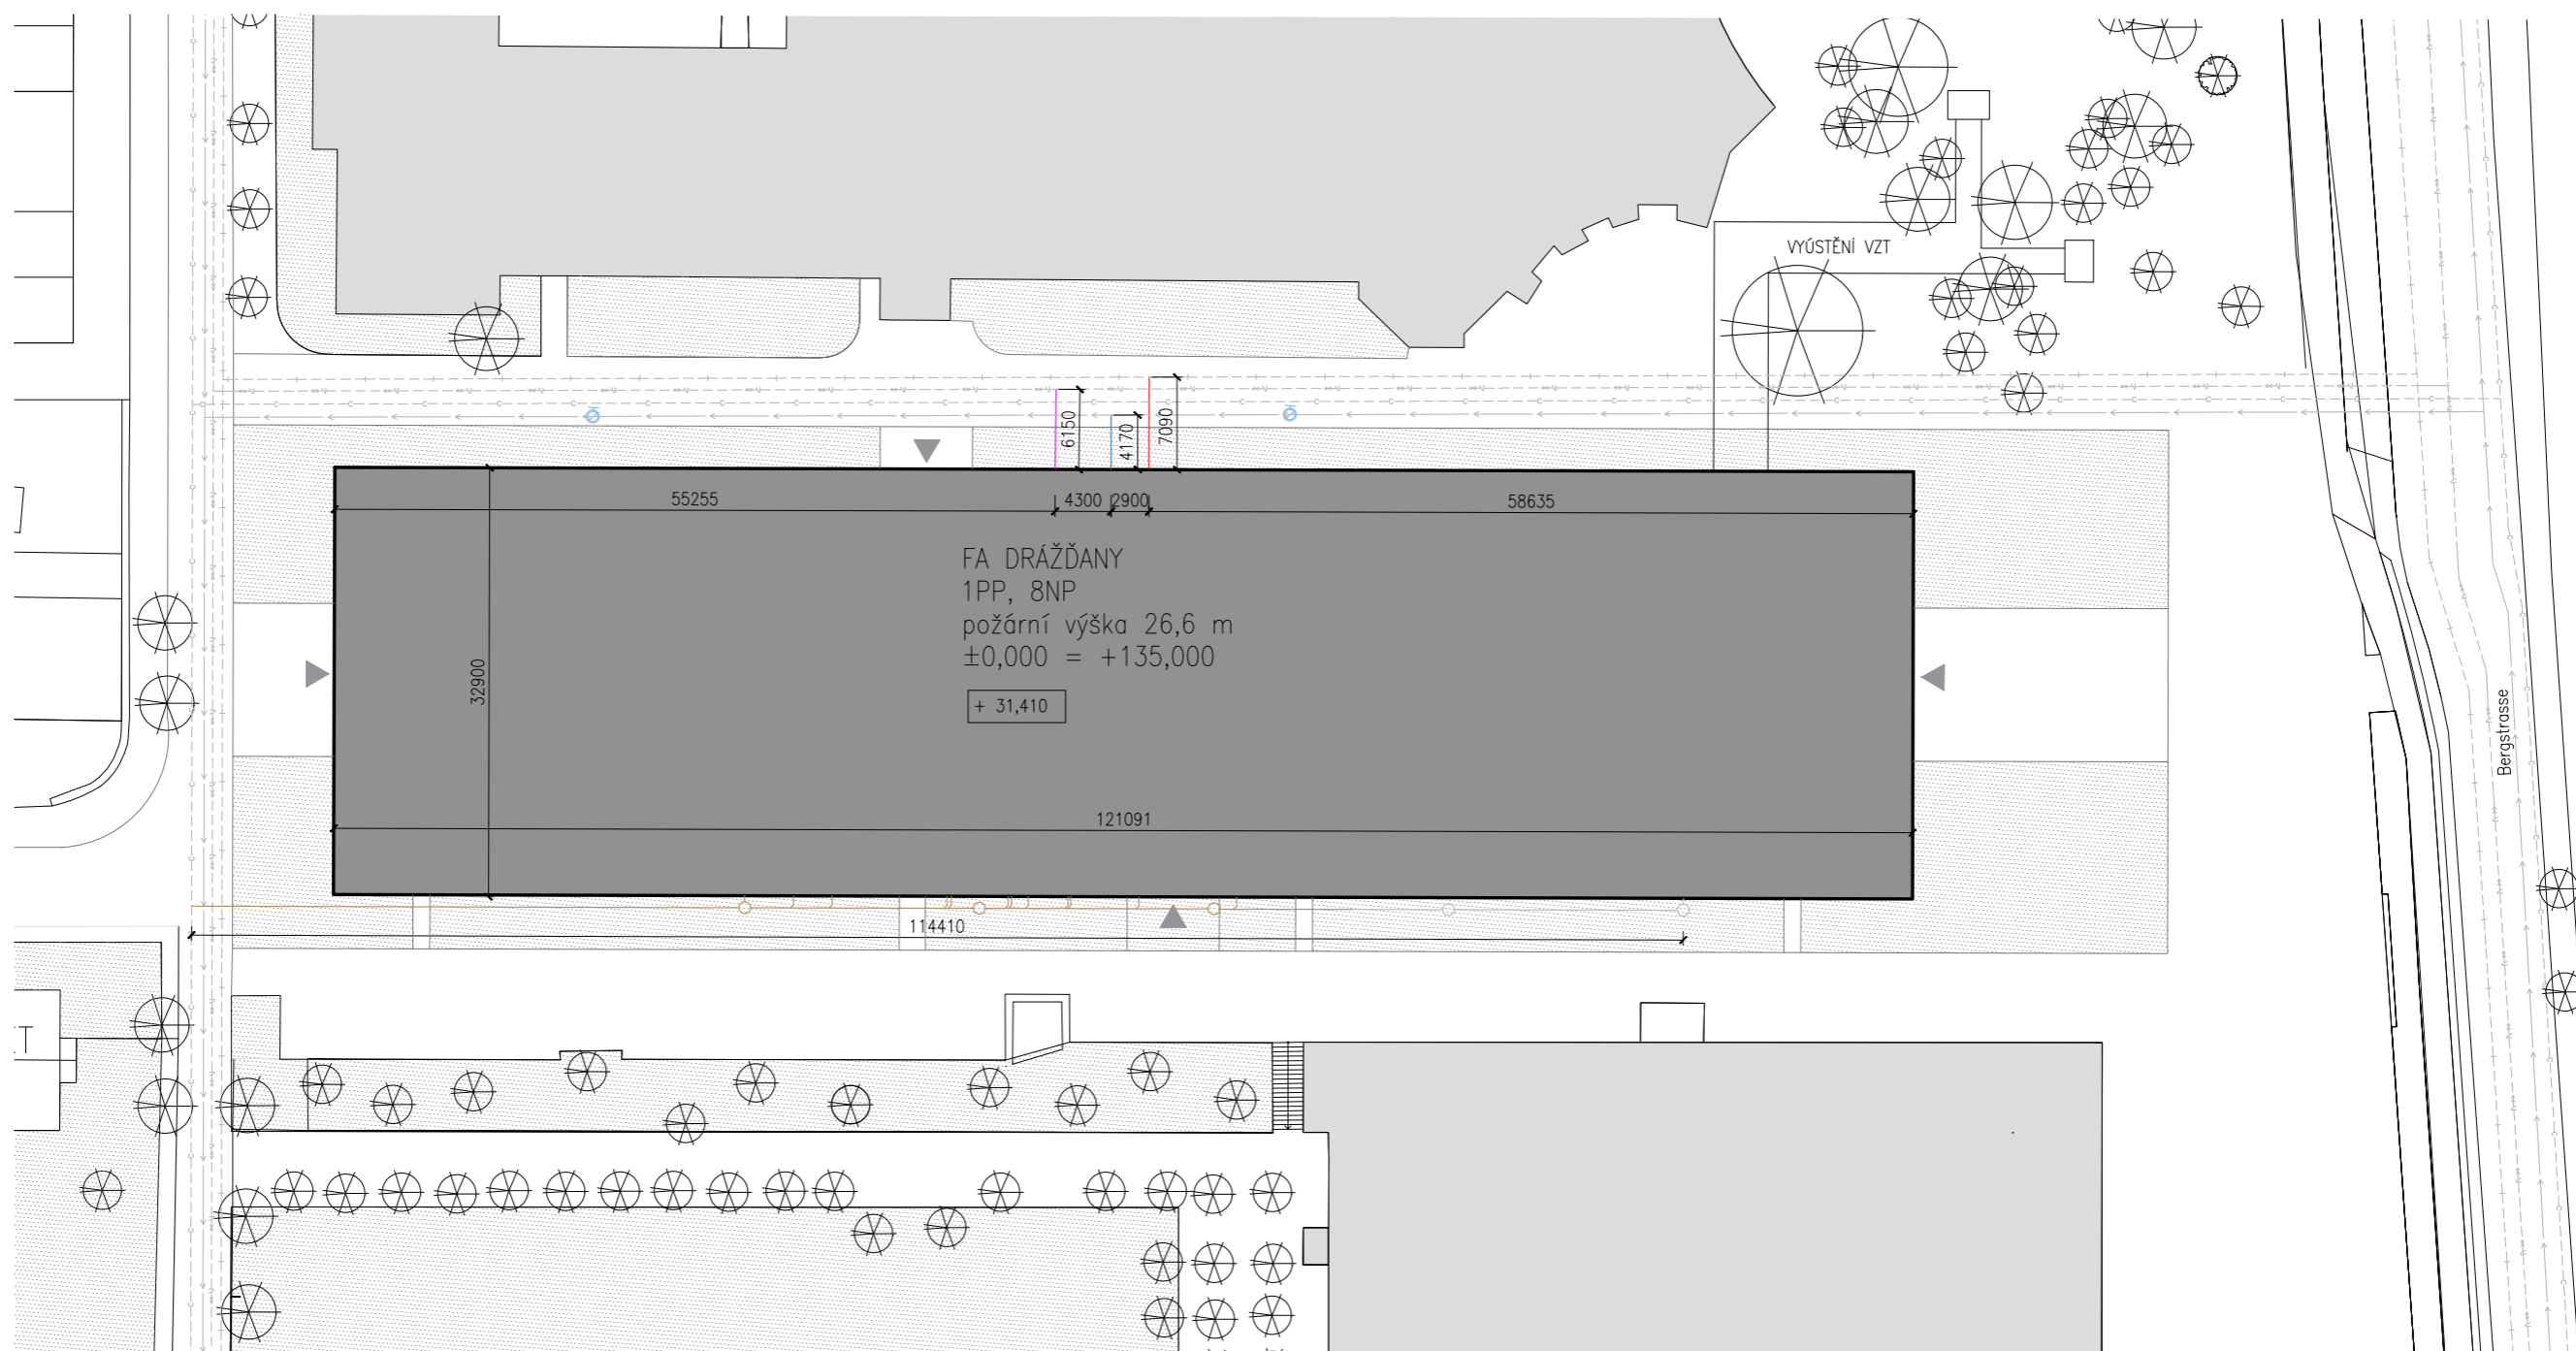 VYÚSTĚNÍ VZT
6150
4170
7090
55255
4300
2900
58635
FA DRÁŽĎANY
1PP, 8NP
požární výška 26,6 m
±0,000 = +135,000
+ 31,410
32900
Bergstrasse
121091
114410